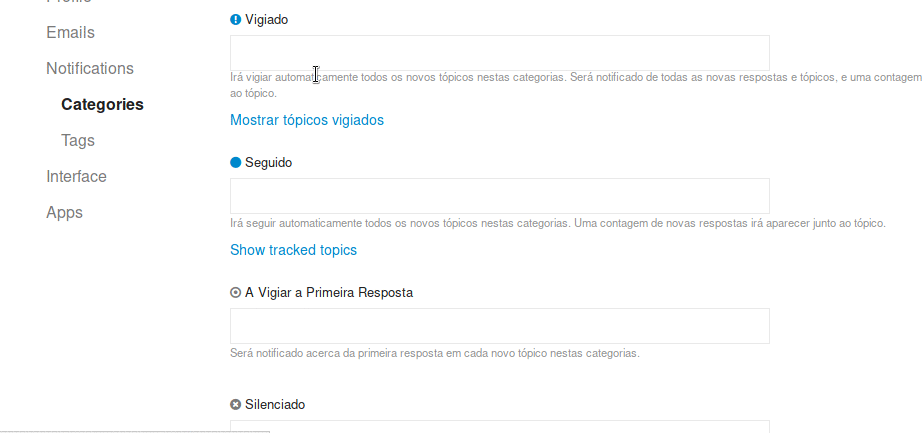 Profile
Emails
Notifications
Categories
Tags
Interface
Apps
Vigiado
Irá vigiar automaticamente todos os novos tópicos nestas categorias. Será notificado de todas as novas respostas e tópicos, e uma contagem
ao tópico.
Mostrar tópicos vigiados
Seguido
Irá seguir automaticamente todos os novos tópicos nestas categorias. Uma contagem de novas respostas irá aparecer junto ao tópico.
Show tracked topics
A Vigiar a Primeira Resposta
Será notificado acerca da primeira resposta em cada novo tópico nestas categorias.
Silenciado